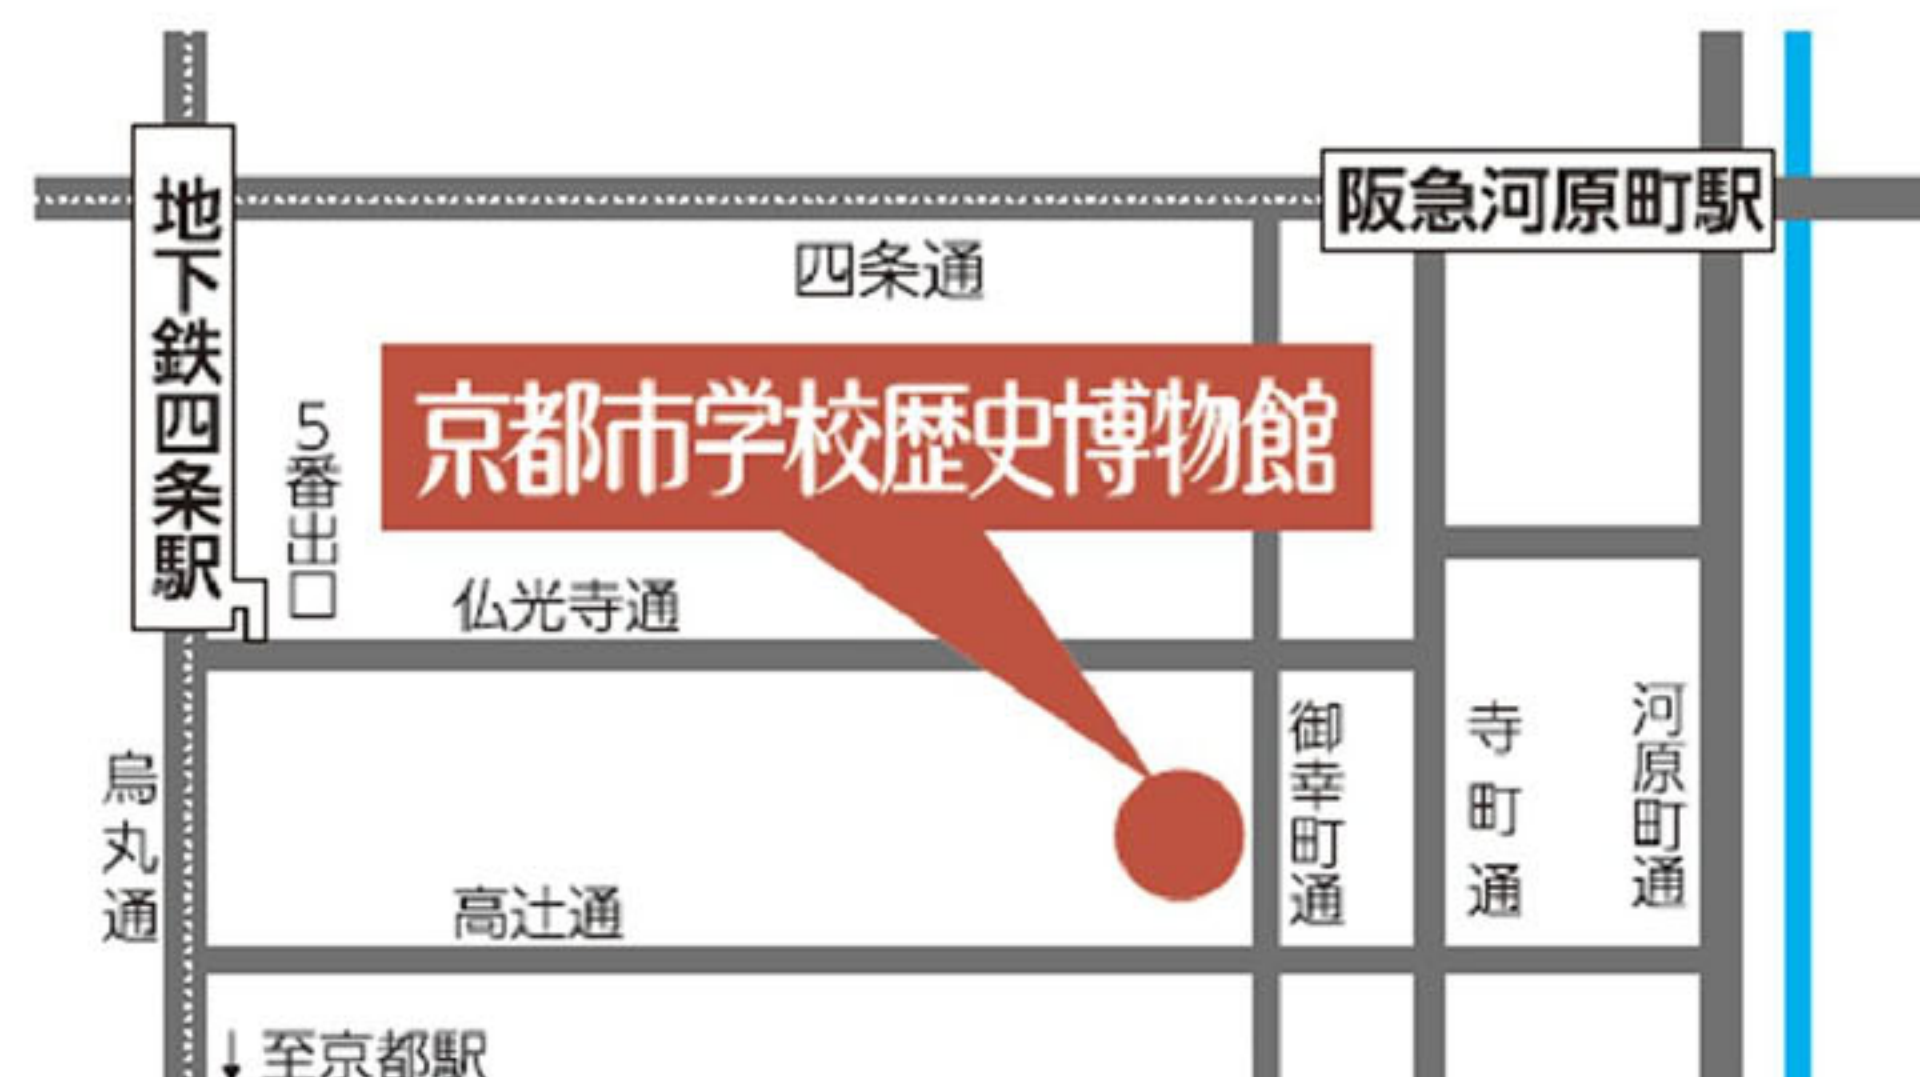 地下鉄四条駅
阪急河原町駅
四条通
京都市学校歴史博物館
5番出口
仏光寺通
御幸町通
寺町通
河原町通
烏丸通
高辻通
↓至京都駅